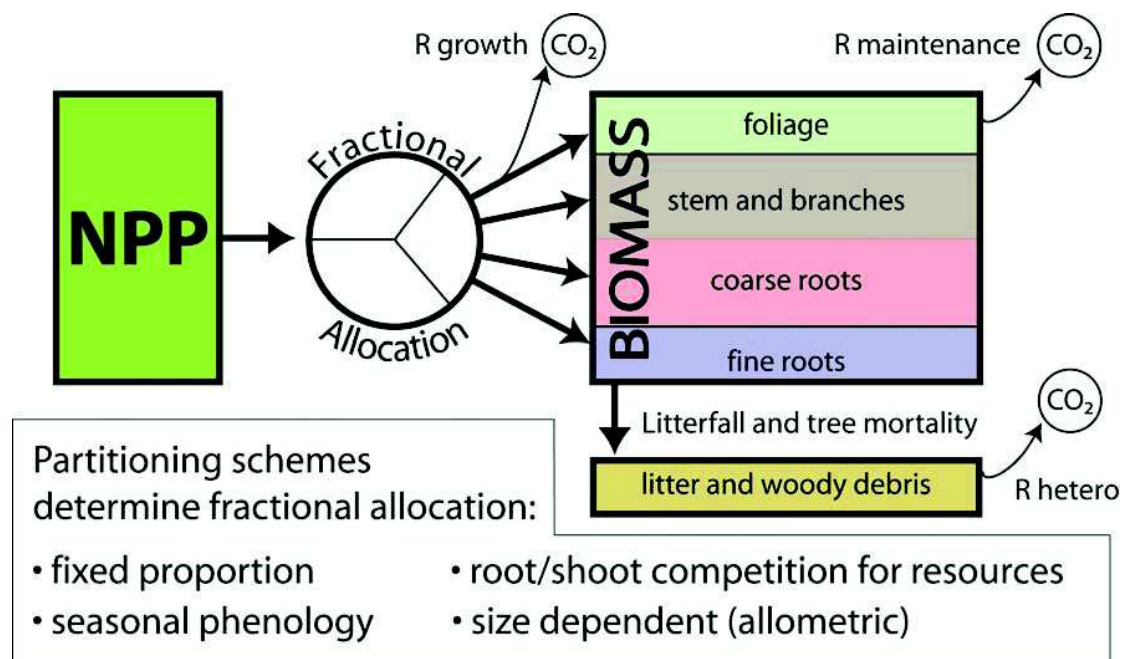 R growth
CO₂
R maintenance
CO₂
NPP
Fractional
Allocation
BIOMASS
foliage
stem and branches
coarse roots
fine roots
Litterfall and tree mortality
CO₂
litter and woody debris
R hetero
Partitioning schemes
determine fractional allocation:
• fixed proportion
• root/shoot competition for resources
• seasonal phenology
• size dependent (allometric)